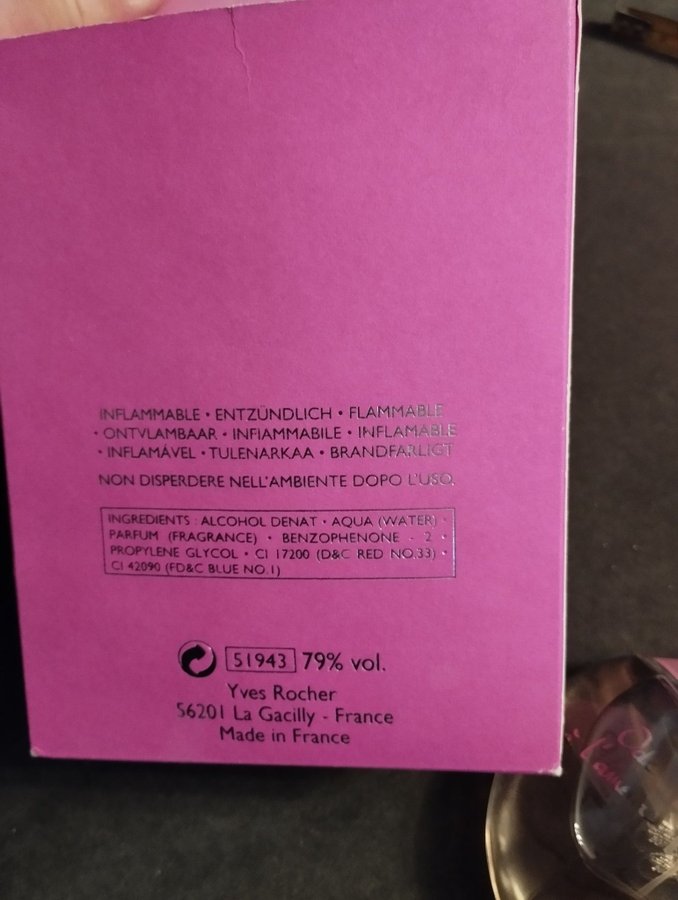 INFLAMMABLE • ENTZÜNDLICH • FLAMMABLE
• ONTVLAMBAAR • INFIAMMABILE • INFLAMABLE
• INFLAMÁVEL • TULENARKAA • BRANDFARLIGT
NON DISPERDERE NELL'AMBIENTE DOPO L'USO.
INGREDIENTS : ALCOHOL DENAT • AQUA (WATER) •
PARFUM (FRAGRANCE) • BENZOPHENONE - 2 •
PROPYLENE GLYCOL • CI 17200 (D&C RED NO.33) •
CI 42090 (FD&C BLUE NO.1)
51943 79% vol.
Yves Rocher
56201 La Gacilly - France
Made in France